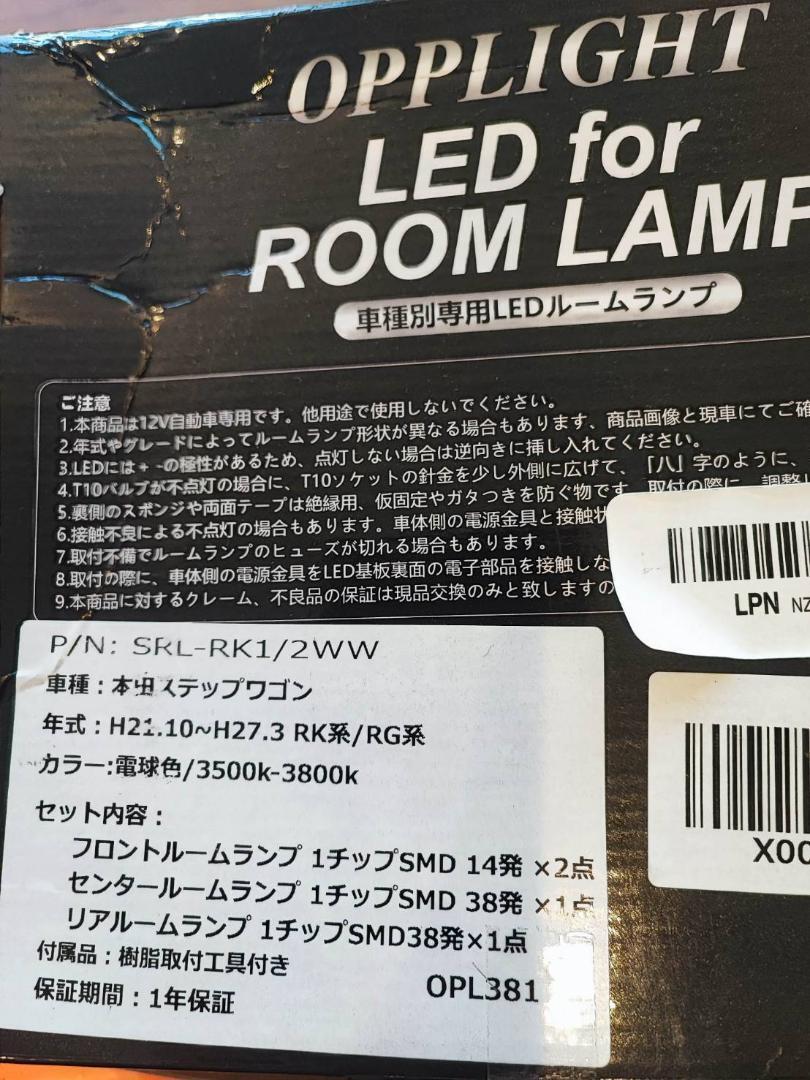 OPPLIGHT
LED for
ROOM LAMP
車種別専用LEDルームランプ
ご注意
1.本商品は12V自動車専用です。他用途で使用しないでください。
2.年式やグレードによってルームランプ形状が異なる場合もあります、商品画像と現車にてご確
3.LEDには+ -の極性があるため、点灯しない場合は逆向きに挿し入れてください。
4.T10バルブが不点灯の場合に、T10ソケットの針金を少し外側に広げて、「八」字のように、
5.裏側のスポンジや両面テープは絶縁用、仮固定やガタつきを防ぐ物です 取付の際に、調整し
6.接触不良による不点灯の場合もあります。車体側の電源金具と接触状
7.取付不備でルームランプのヒューズが切れる場合もあります。
8.取付の際に、車体側の電源金具をLED基板裏面の電子部品を接触しな
9.本商品に対するクレーム、不良品の保証は現品交換のみと致しますの
LPN NZ
P/N: SRL-RK1/2WW
車種:本田ステップワゴン
年式:H21.10~H27.3 RK系/RG系
カラー:電球色/3500k-3800k
セット内容:
フロントルームランプ 1チップSMD 14発 ×2点
センタールームランプ 1チップSMD 38発 ×1点
リアルームランプ 1チップSMD38発×1点
付属品:樹脂取付工具付き
OPL381
保証期間:1年保証
X00